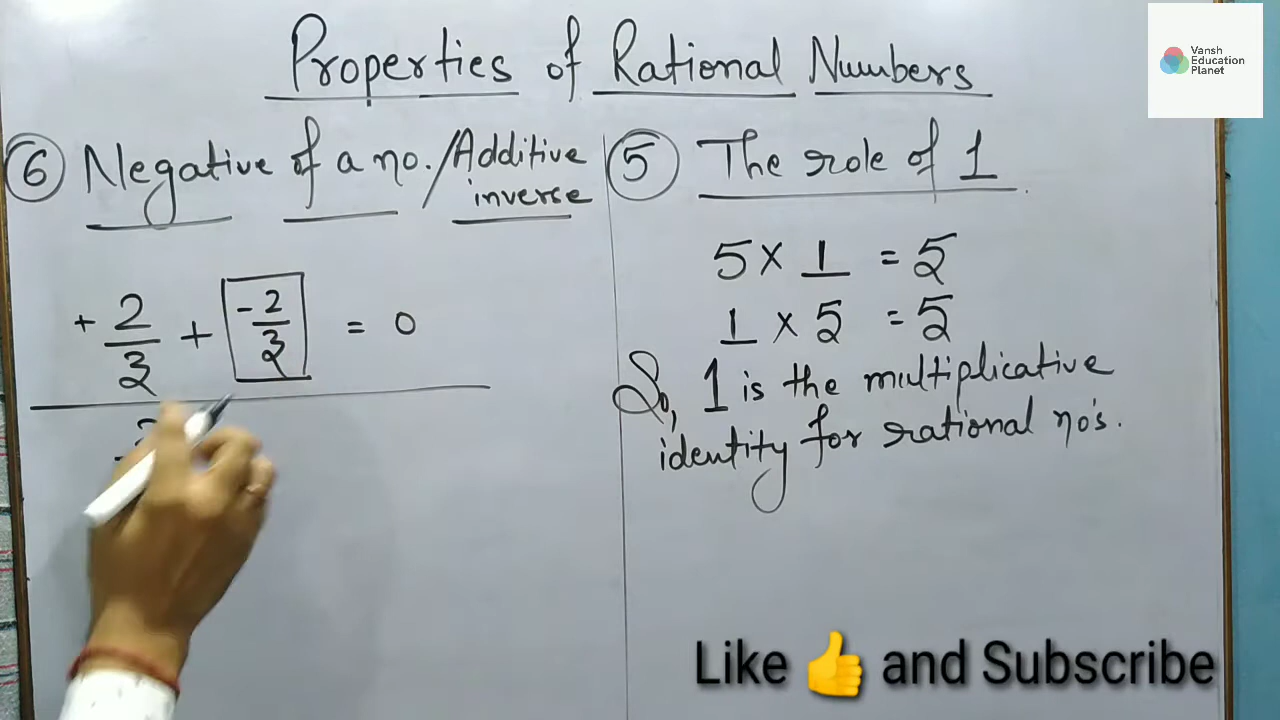 Properties of Rational Numbers
Vansh
Education
Planet
6 Negative of a no./Additive
inverse
+ 2/3 + -2/3 = 0
5 The role of 1
5 × 1 = 5
1 × 5 = 5
So, 1 is the multiplicative
identity for rational no's.
Like 👍 and Subscribe